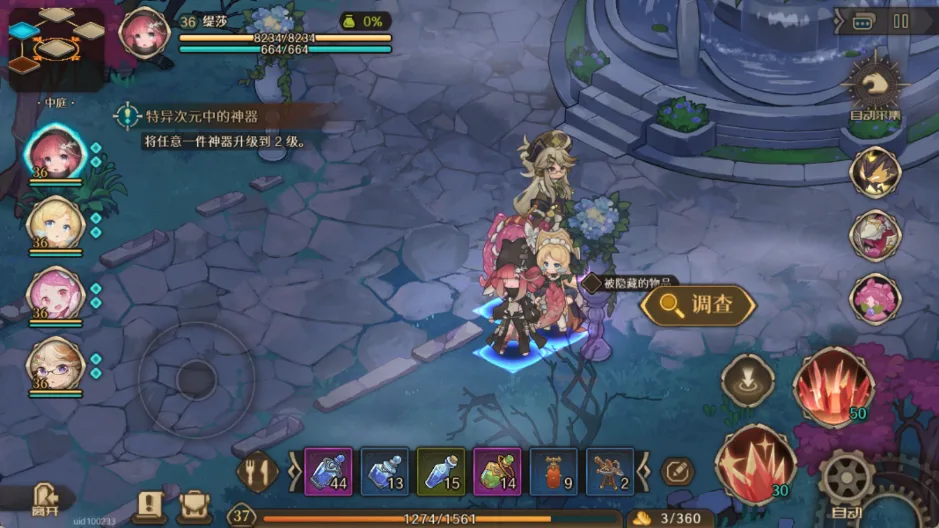 36 缇莎
0%
8234/8234
664/664
·中庭·
特异次元中的神器
将任意一件神器升级到 2 级。
自动采集
36
36
36
36
被隐藏的物品
调查
50
30
44
13
15
14
9
2
离开
uid100233
37
1274/1561
3/360
自动